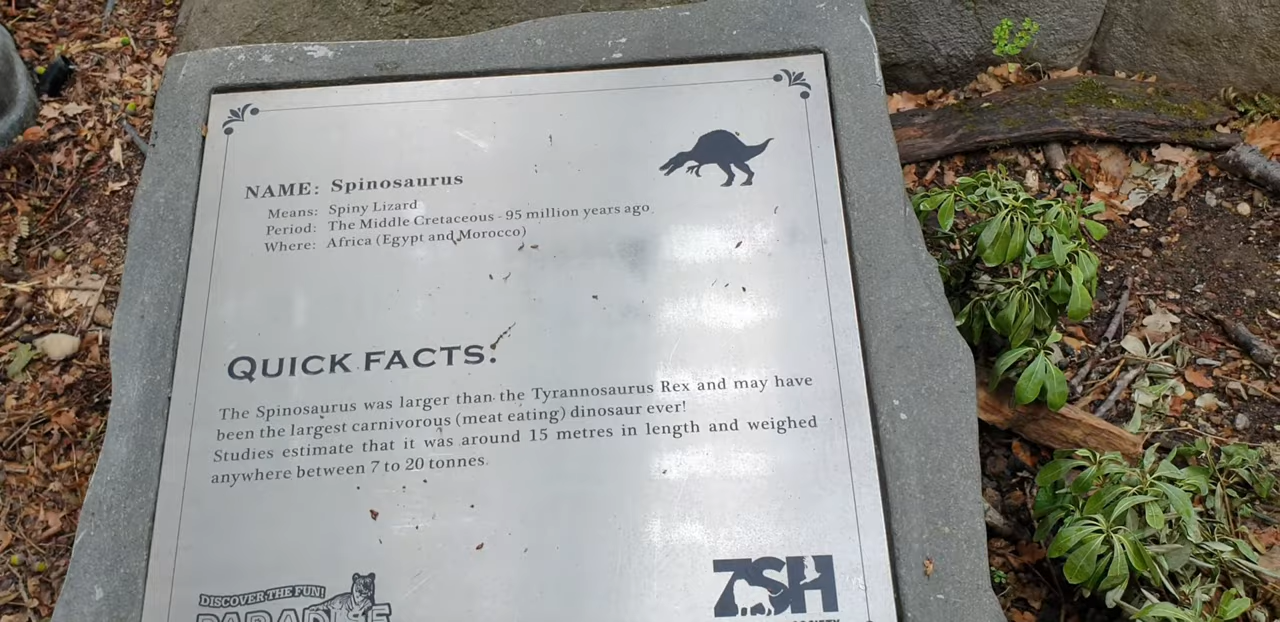 NAME: Spinosaurus
Means: Spiny Lizard
Period: The Middle Cretaceous - 95 million years ago
Where: Africa (Egypt and Morocco)
QUICK FACTS:
The Spinosaurus was larger than the Tyrannosaurus Rex and may have
been the largest carnivorous (meat eating) dinosaur ever!
Studies estimate that it was around 15 metres in length and weighed
anywhere between 7 to 20 tonnes.
DISCOVER THE FUN!
PARADISE
ZSH